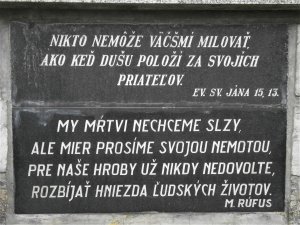 NIKTO NEMÔŽE VÄČŠMI MILOVAŤ,
AKO KEĎ DUŠU POLOŽÍ ZA SVOJÍCH
PRIATEĽOV.
EV. SV. JÁNA 15, 13.
MY MŔTVI NECHCEME SLZY,
ALE MIER PROSÍME SVOJOU NEMOTOU,
PRE NAŠE HROBY UŽ NIKDY NEDOVOĽTE,
ROZBÍJAŤ HNIEZDA ĽUDSKÝCH ŽIVOTOV.
M. RÚFUS